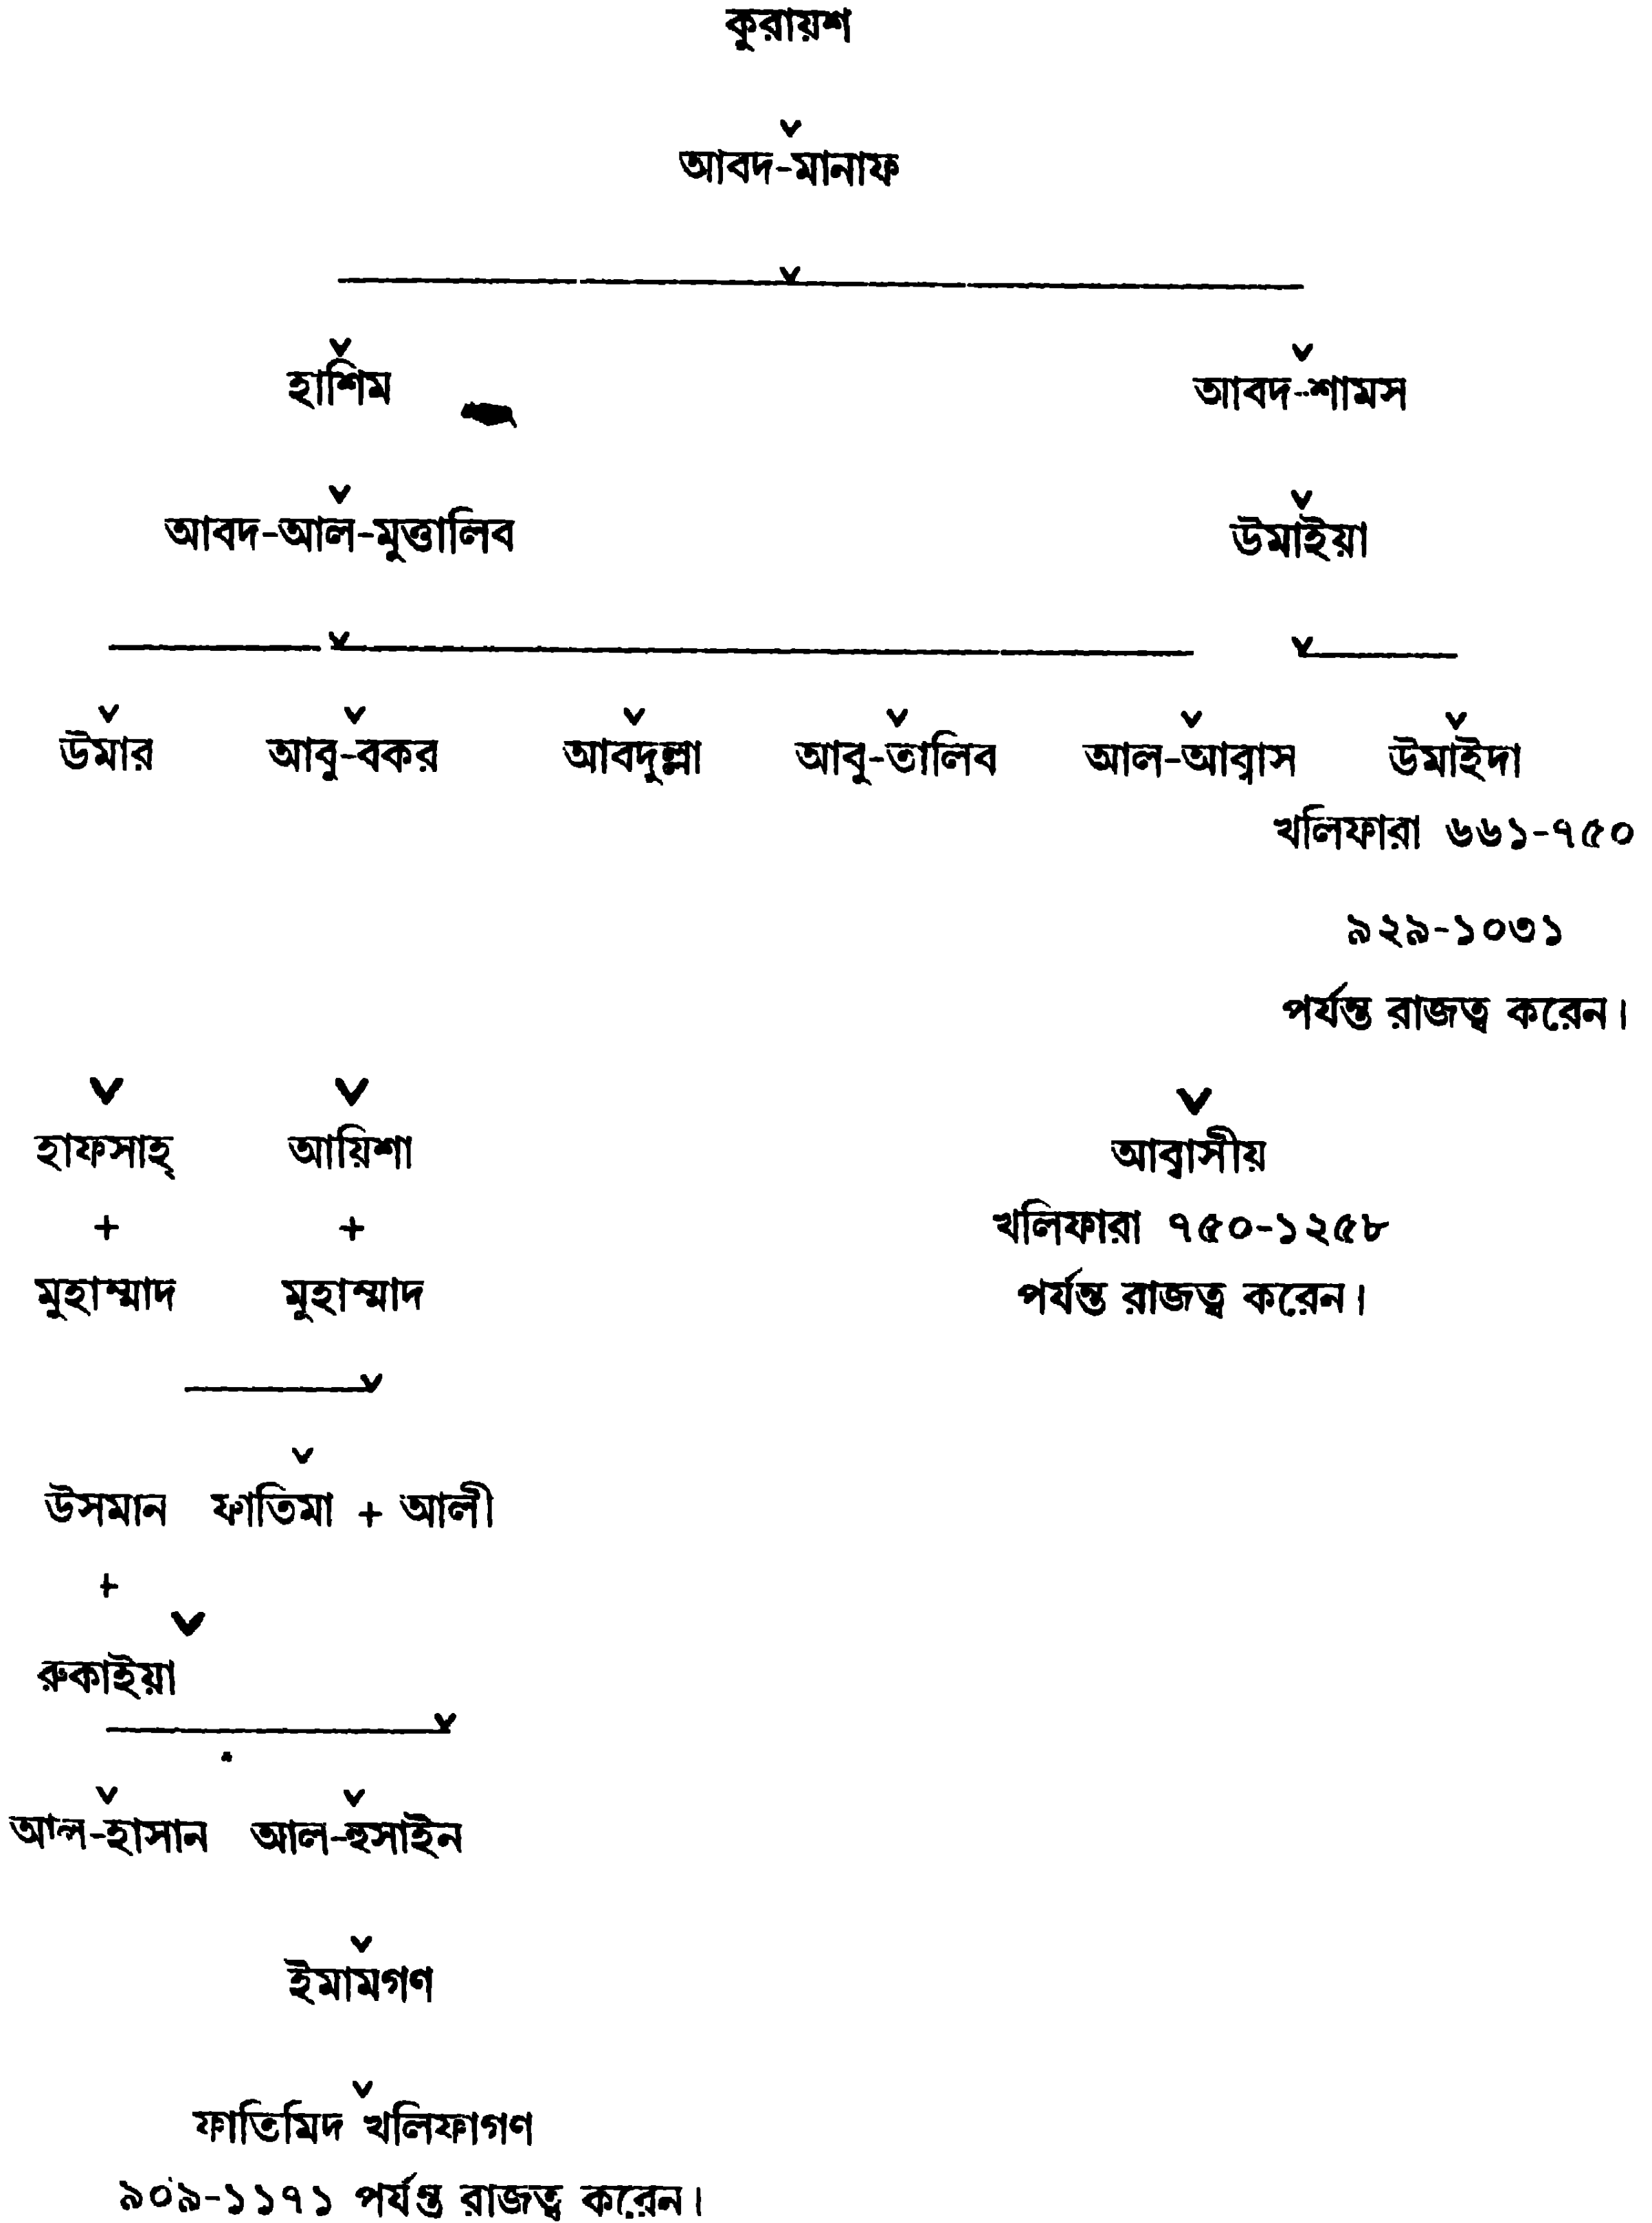 কুরায়শ
আবদ-মানাফ
হাশিম আবদ-শামস
আবদ-আল-মুত্তালিব উমাইয়া
উমার আবু-বকর আবদুল্লা আবু-তালিব আল-আব্বাস উমাইদা
খলিফারা ৬৬১-৭৫০
৯২৯-১০৩১
পর্যন্ত রাজত্ব করেন।
হাফসাহ্ আয়িশা আব্বাসীয়
+ + খলিফারা ৭৫০-১২৫৮
মুহাম্মাদ মুহাম্মাদ পর্যন্ত রাজত্ব করেন।
উসমান ফাতিমা + আলী
+
রুকাইয়া
আল-হাসান আল-হুসাইন
ইমামগণ
ফাতিমিদ খলিফাগণ
৯০৯-১১৭১ পর্যন্ত রাজত্ব করেন।